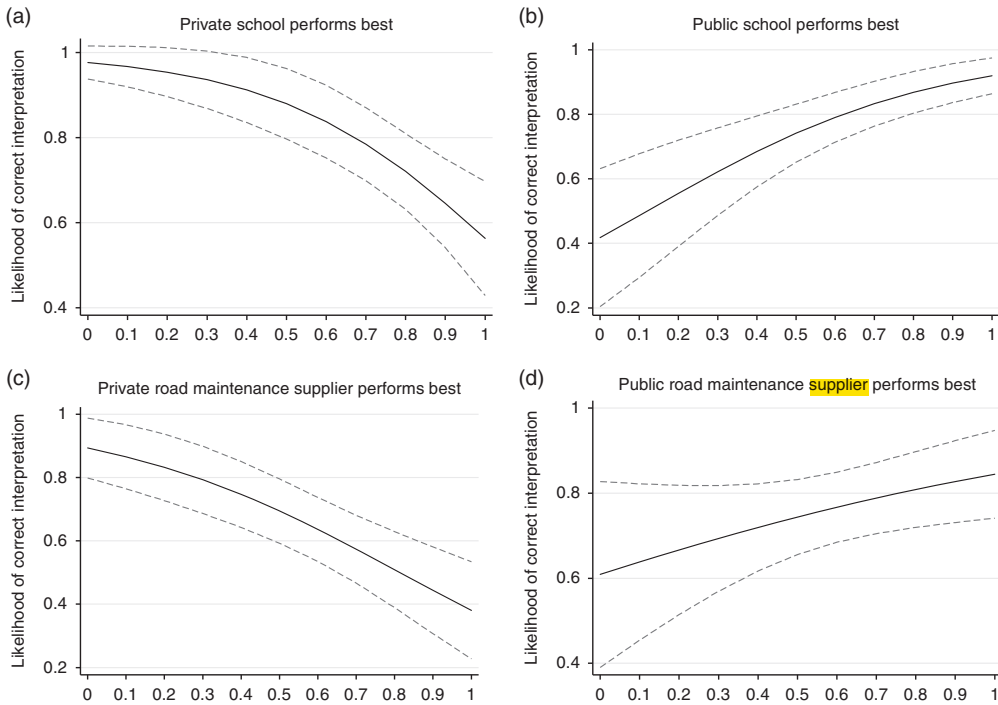 (a)
Private school performs best
Likelihood of correct interpretation
1
0.8
0.6
0.4
0 0.1 0.2 0.3 0.4 0.5 0.6 0.7 0.8 0.9 1
(b)
Public school performs best
Likelihood of correct interpretation
1
0.8
0.6
0.4
0.2
0 0.1 0.2 0.3 0.4 0.5 0.6 0.7 0.8 0.9 1
(c)
Private road maintenance supplier performs best
Likelihood of correct interpretation
1
0.8
0.6
0.4
0.2
0 0.1 0.2 0.3 0.4 0.5 0.6 0.7 0.8 0.9 1
(d)
Public road maintenance supplier performs best
Likelihood of correct interpretation
1
0.8
0.6
0.4
0 0.1 0.2 0.3 0.4 0.5 0.6 0.7 0.8 0.9 1